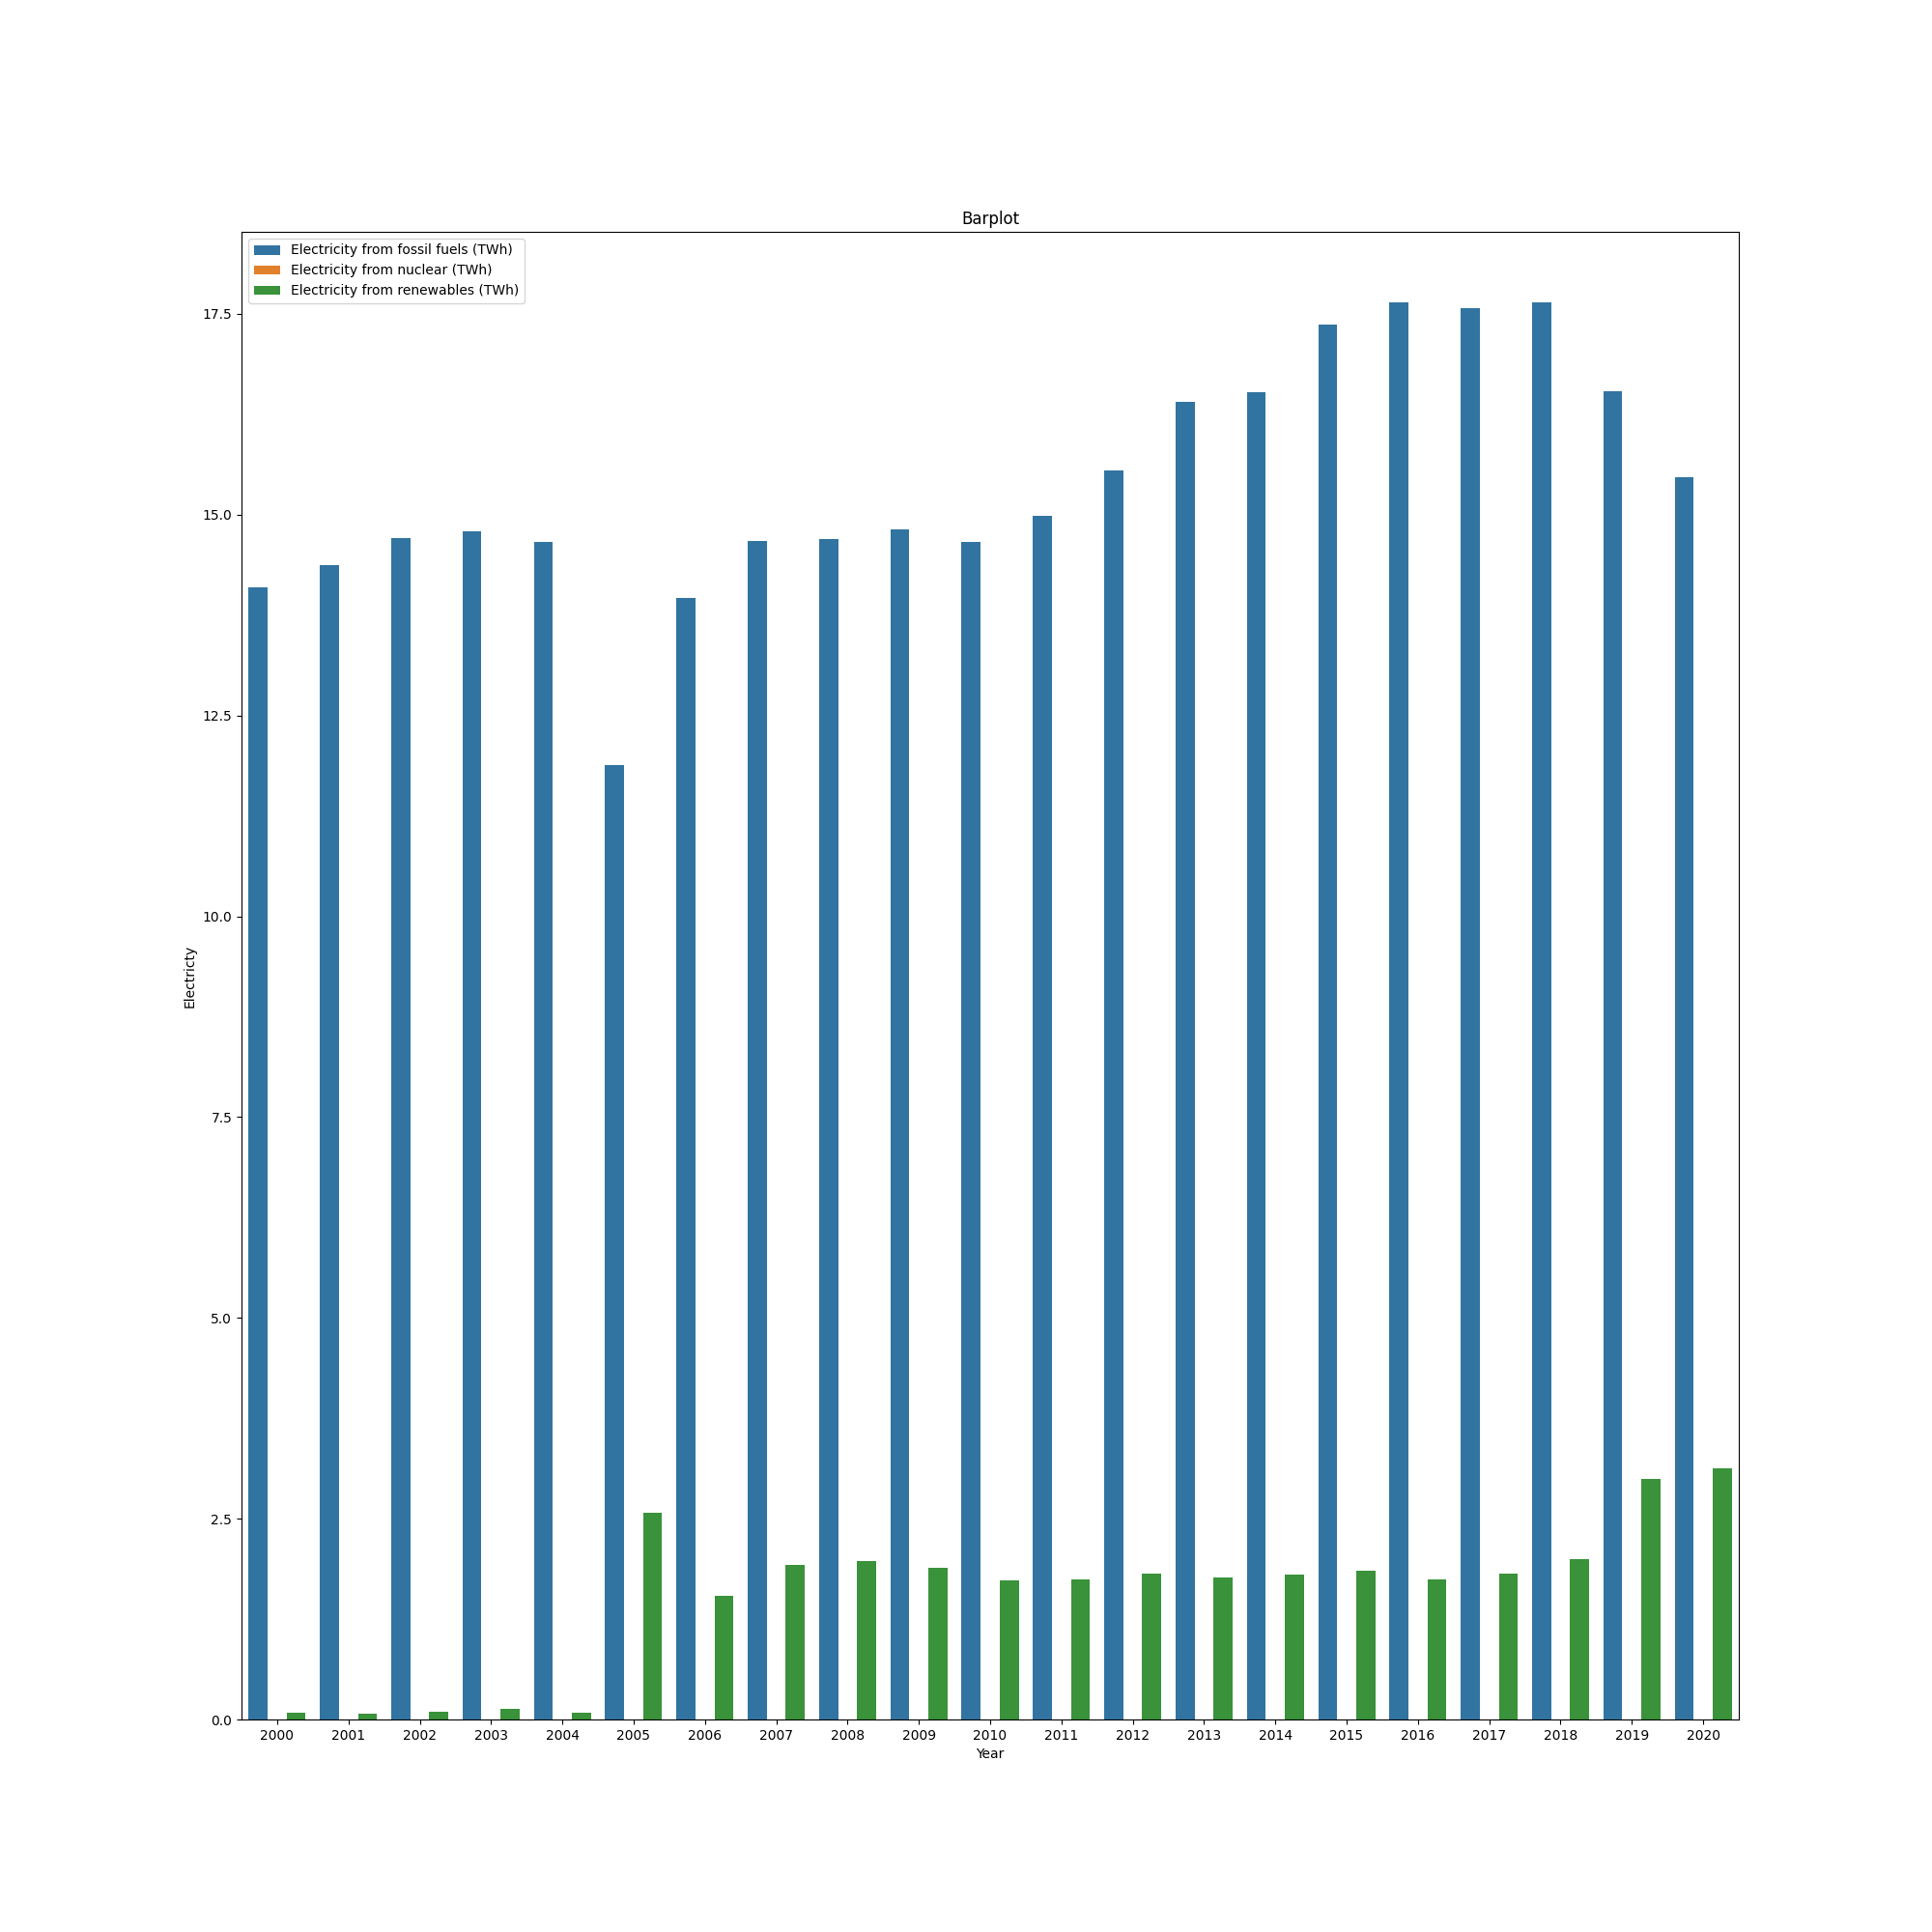 Barplot
Electricity from fossil fuels (TWh)
Electricity from nuclear (TWh)
Electricity from renewables (TWh)
17.5
15.0
12.5
10.0
7.5
5.0
2.5
0.0
Electricty
2000 2001 2002 2003 2004 2005 2006 2007 2008 2009 2010 2011 2012 2013 2014 2015 2016 2017 2018 2019 2020
Year